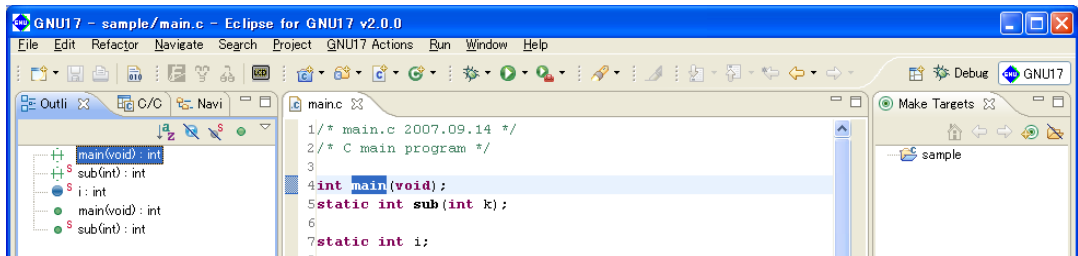 GNU17 - sample/main.c - Eclipse for GNU17 v2.0.0
File Edit Refactor Navigate Search Project GNU17 Actions Run Window Help
LCD Debug GNU17
Outli C/C Navi main.c Make Targets
main(void) : int
sub(int) : int
i : int
main(void) : int
sub(int) : int
1/* main.c 2007.09.14 */
2/* C main program */
3
4int main(void);
5static int sub(int k);
6
7static int i;
sample